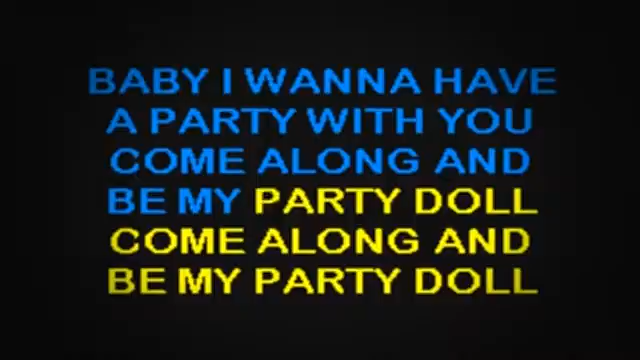 BABY I WANNA HAVE
A PARTY WITH YOU
COME ALONG AND
BE MY PARTY DOLL
COME ALONG AND
BE MY PARTY DOLL